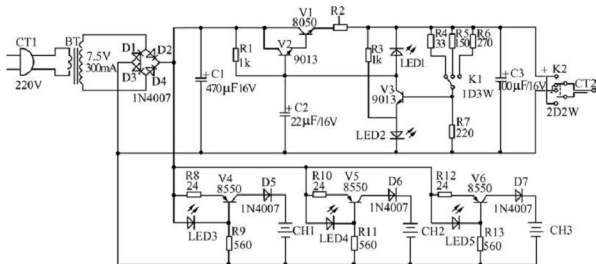 CT1
220V
BT
7.5V
300mA
D1
D2
D3
D4
1N4007
C1
470μF/16V
R1
1k
V1
8050
R2
V2
9013
C2
22μF/16V
R3
1k
LED1
V3
9013
LED2
R4
33
R5
150
R6
270
K1
1D3W
R7
220
C3
100μF/16V
K2
CT2
2D2W
R8
24
V4
8550
D5
1N4007
LED3
R9
560
CH1
R10
24
V5
8550
D6
1N4007
LED4
R11
560
CH2
R12
24
V6
8550
D7
1N4007
LED5
R13
560
CH3